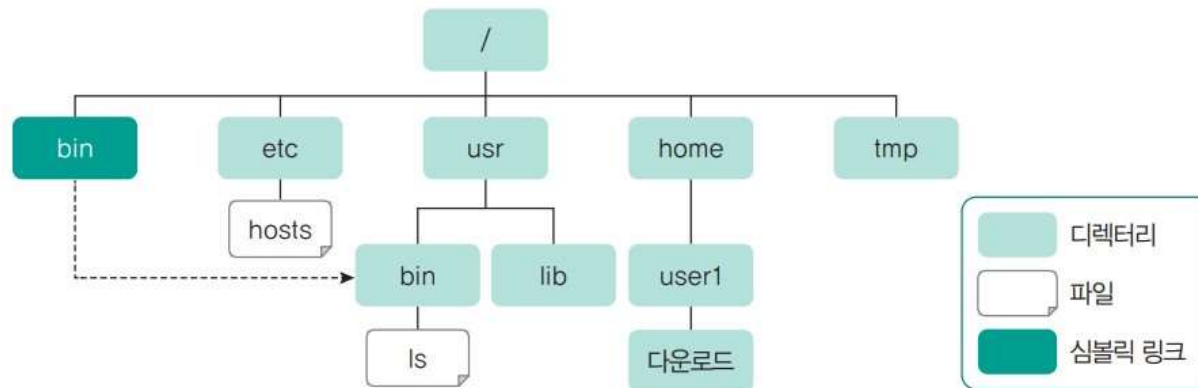 /
bin
etc
usr
home
tmp
hosts
bin
lib
user1
ls
다운로드
디렉터리
파일
심볼릭 링크